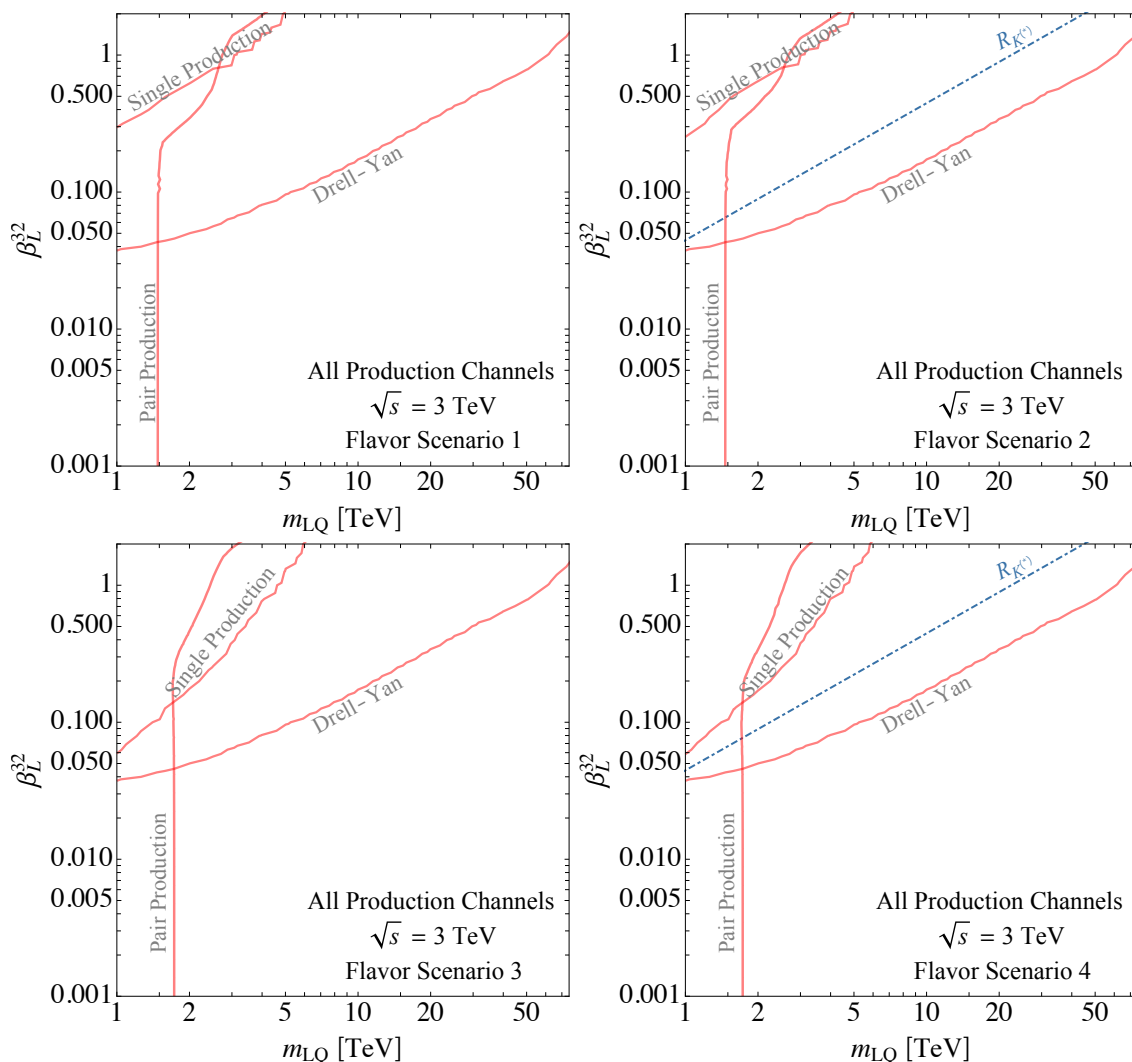 1
0.500
0.100
0.050
0.010
0.005
0.001
β_L^32
Single Production
Drell-Yan
Pair Production
All Production Channels
√s = 3 TeV
Flavor Scenario 1
1 2 5 10 20 50
m_LQ [TeV]
1
0.500
0.100
0.050
0.010
0.005
0.001
β_L^32
Single Production
R_K^(*)
Drell-Yan
Pair Production
All Production Channels
√s = 3 TeV
Flavor Scenario 2
1 2 5 10 20 50
m_LQ [TeV]
1
0.500
0.100
0.050
0.010
0.005
0.001
β_L^32
Single Production
Drell-Yan
Pair Production
All Production Channels
√s = 3 TeV
Flavor Scenario 3
1 2 5 10 20 50
m_LQ [TeV]
1
0.500
0.100
0.050
0.010
0.005
0.001
β_L^32
Single Production
R_K^(*)
Drell-Yan
Pair Production
All Production Channels
√s = 3 TeV
Flavor Scenario 4
1 2 5 10 20 50
m_LQ [TeV]